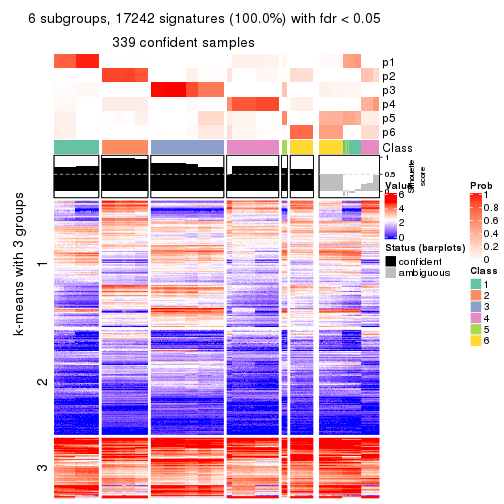 6 subgroups, 17242 signatures (100.0%) with fdr < 0.05
339 confident samples
p1
p2
p3
p4
p5
p6
Class
1
0.5
0
Silhouette
score
k-means with 3 groups
1
2
3
Value
6
4
2
0
Status (barplots)
confident
ambiguous
Prob
1
0.8
0.6
0.4
0.2
0
Class
1
2
3
4
5
6